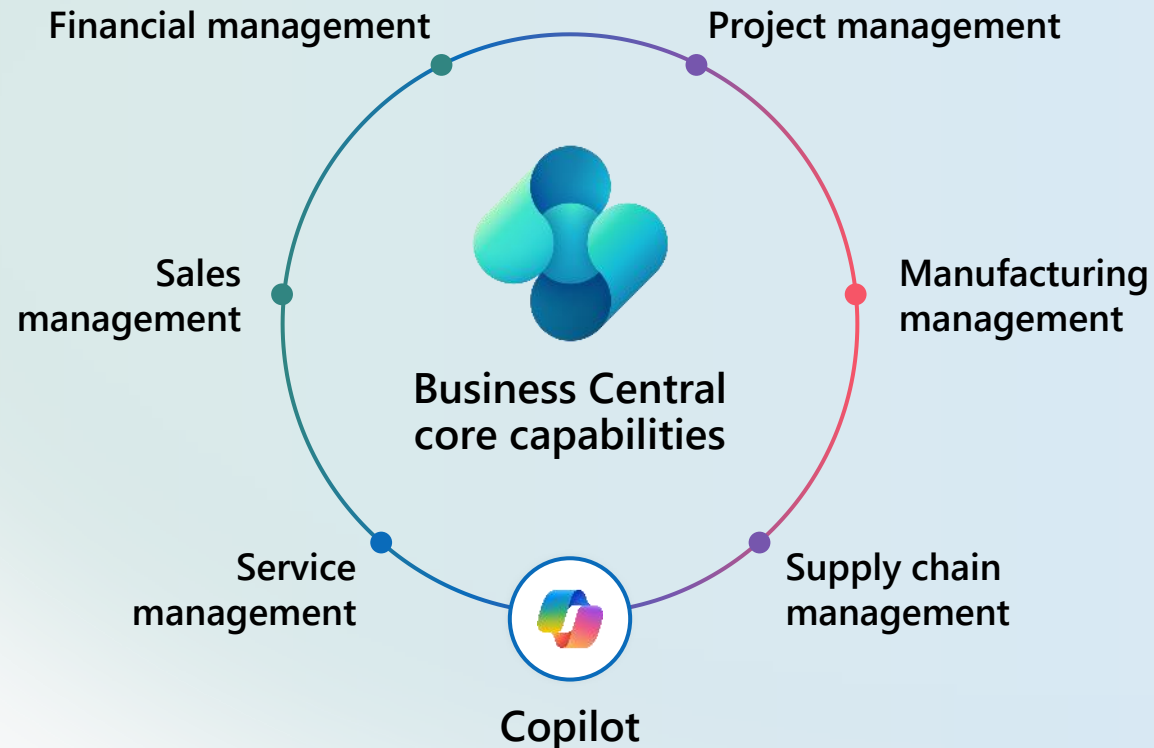 Financial management
Project management
Sales
management
Manufacturing
management
Business Central
core capabilities
Service
management
Supply chain
management
Copilot